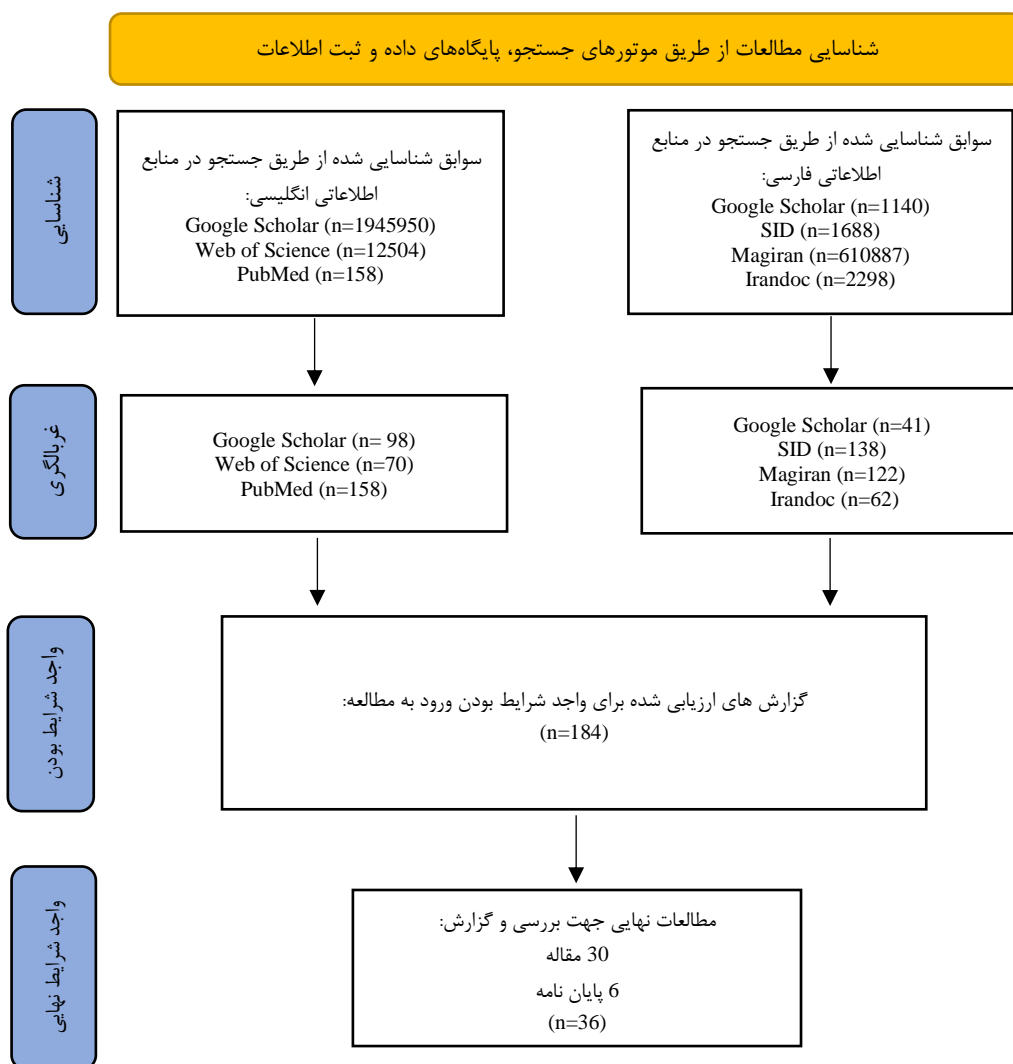 شناسایی مطالعات از طریق موتورهای جستجو، پایگاه‌های داده و ثبت اطلاعات
شناسایی
سوابق شناسایی شده از طریق جستجو در منابع
اطلاعاتی فارسی:
Google Scholar (n=1140)
SID (n=1688)
Magiran (n=610887)
Irandoc (n=2298)
سوابق شناسایی شده از طریق جستجو در منابع
اطلاعاتی انگلیسی:
Google Scholar (n=1945950)
Web of Science (n=12504)
PubMed (n=158)
غربالگری
Google Scholar (n=41)
SID (n=138)
Magiran (n=122)
Irandoc (n=62)
Google Scholar (n= 98)
Web of Science (n=70)
PubMed (n=158)
واجد شرایط بودن
گزارش های ارزیابی شده برای واجد شرایط بودن ورود به مطالعه:
(n=184)
واجد شرایط نهایی
مطالعات نهایی جهت بررسی و گزارش:
30 مقاله
6 پایان نامه
(n=36)